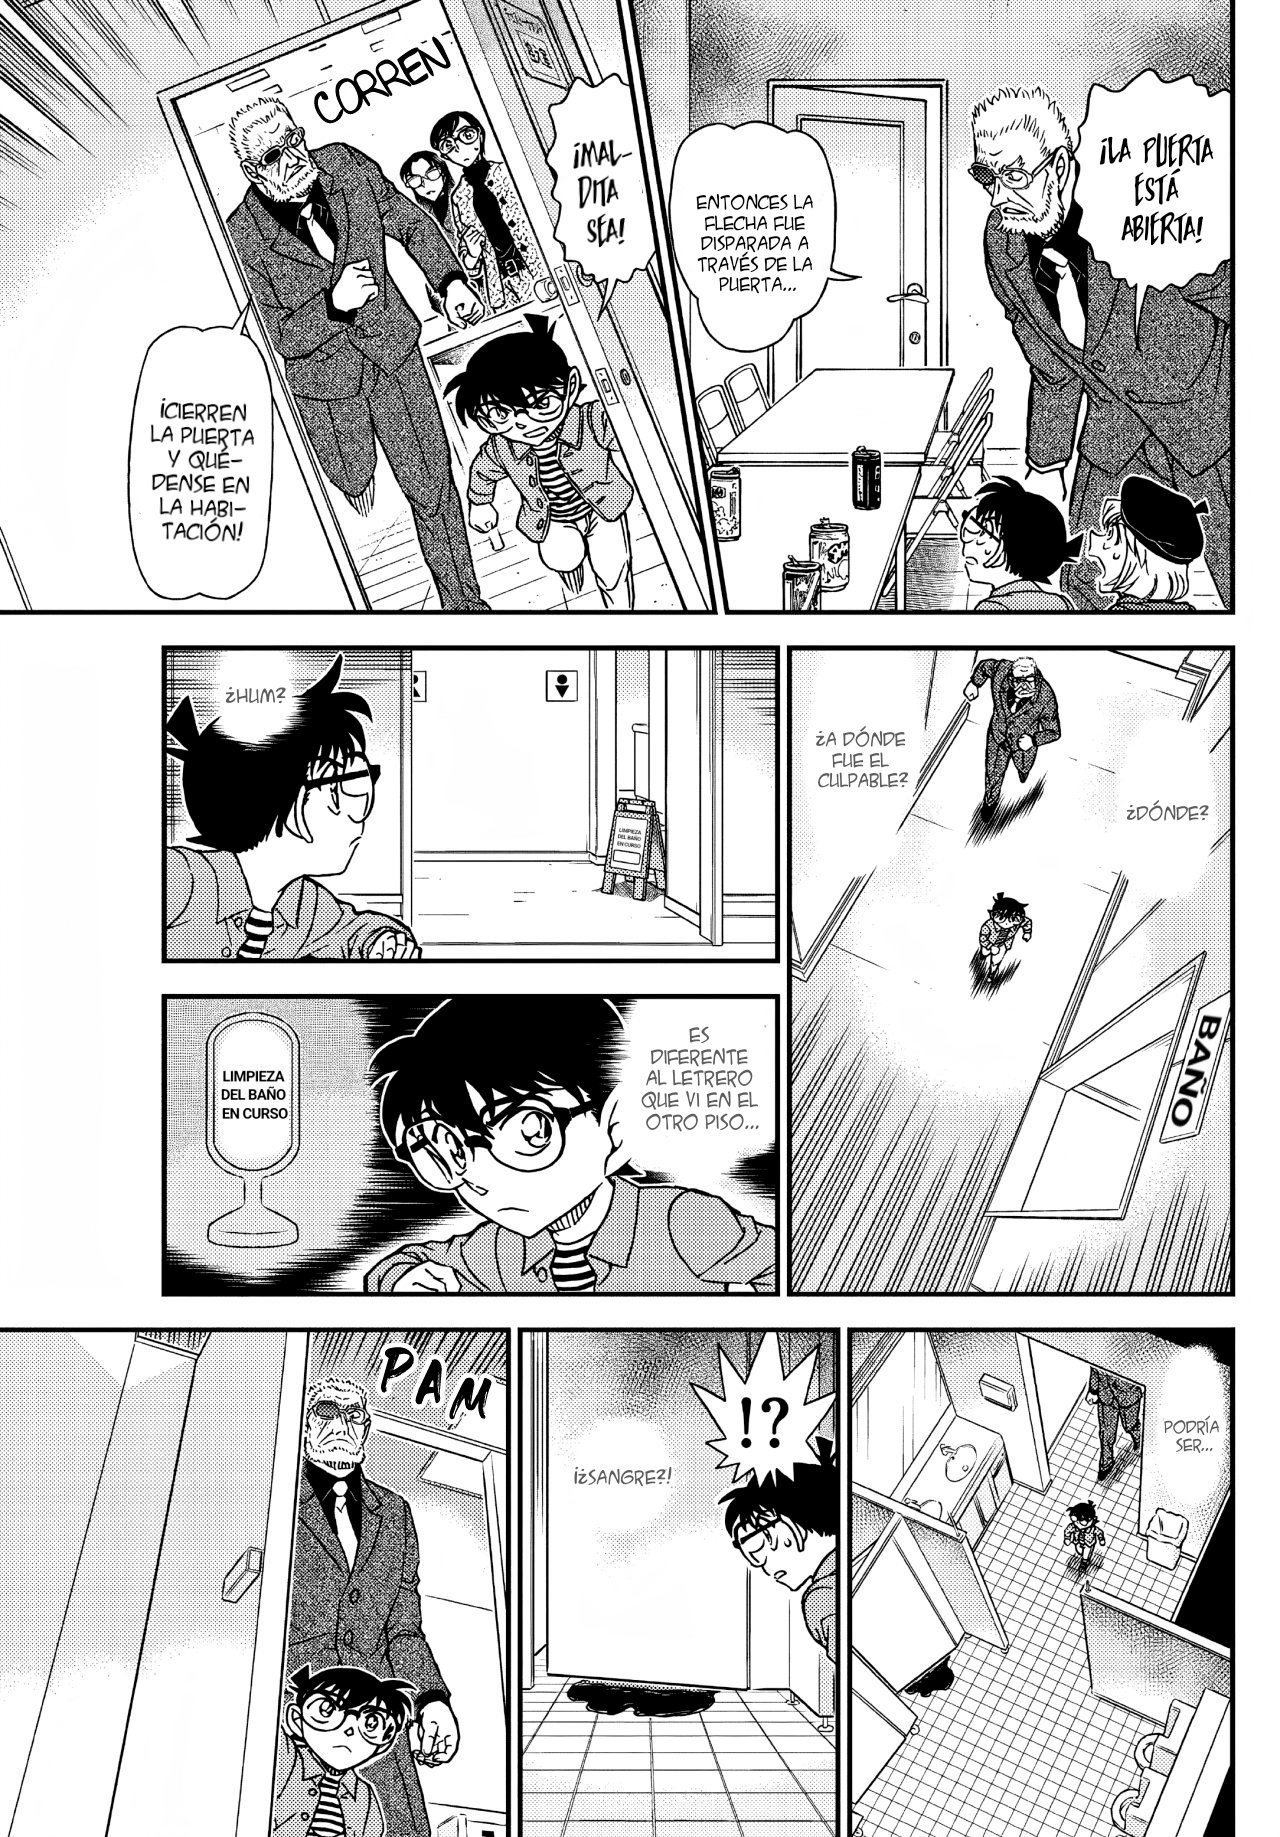 ¡LA PUERTA
ESTÁ
ABIERTA!
ENTONCES LA
FLECHA FUE
DISPARADA A
TRAVÉS DE LA
PUERTA...
¡MAL-
DITA
SEA!
CORREN
¡CIERREN
LA PUERTA
Y QUÉ-
DENSE EN
LA HABI-
TACIÓN!
¿DÓNDE?
¿A DÓNDE
FUE EL
CULPABLE?
BAÑO
¿HUM?
LIMPIEZA
DEL BAÑO
EN CURSO
ES
DIFERENTE
AL LETRERO
QUE VI EN EL
OTRO PISO...
LIMPIEZA
DEL BAÑO
EN CURSO
PODRÍA
SER...
!?
¡¿SANGRE?!
PAM